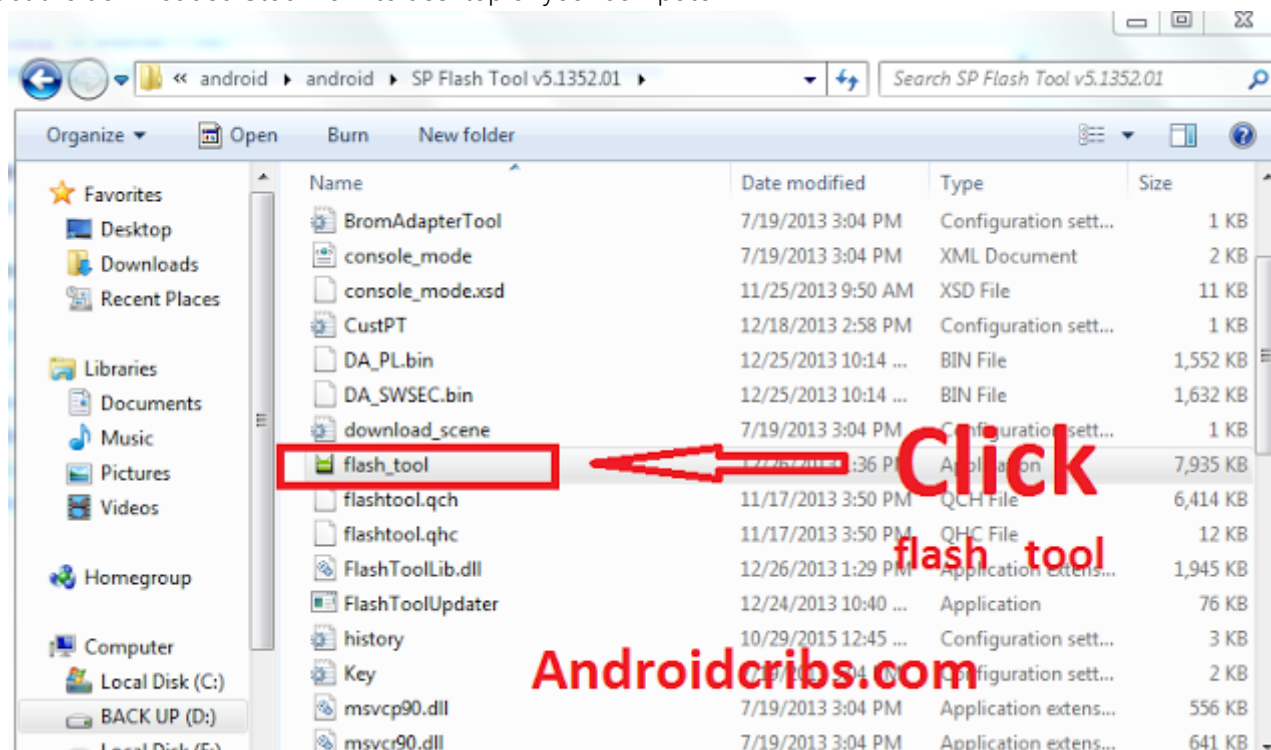 « android ▸ android ▸ SP Flash Tool v5.1352.01 ▸ Search SP Flash Tool v5.1352.01
Organize Open Burn New folder
Favorites
Desktop
Downloads
Recent Places
Libraries
Documents
Music
Pictures
Videos
Homegroup
Computer
Local Disk (C:)
BACK UP (D:)
Name Date modified Type Size
BromAdapterTool 7/19/2013 3:04 PM Configuration sett... 1 KB
console_mode 7/19/2013 3:04 PM XML Document 2 KB
console_mode.xsd 11/25/2013 9:50 AM XSD File 11 KB
CustPT 12/18/2013 2:58 PM Configuration sett... 1 KB
DA_PL.bin 12/25/2013 10:14 ... BIN File 1,552 KB
DA_SWSEC.bin 12/25/2013 10:14 ... BIN File 1,632 KB
download_scene 7/19/2013 3:04 PM Configuration sett... 1 KB
flash_tool Application 7,935 KB
flashtool.qch 11/17/2013 3:50 PM QCH File 6,414 KB
flashtool.qhc 11/17/2013 3:50 PM QHC File 12 KB
FlashToolLib.dll 12/26/2013 1:29 PM Application extens... 1,945 KB
FlashToolUpdater 12/24/2013 10:40 ... Application 76 KB
history 10/29/2015 12:45 ... Configuration sett... 3 KB
Key Configuration sett... 2 KB
msvcp90.dll 7/19/2013 3:04 PM Application extens... 556 KB
msvcr90.dll 7/19/2013 3:04 PM Application extens... 641 KB
Click
flash tool
Androidcribs.com